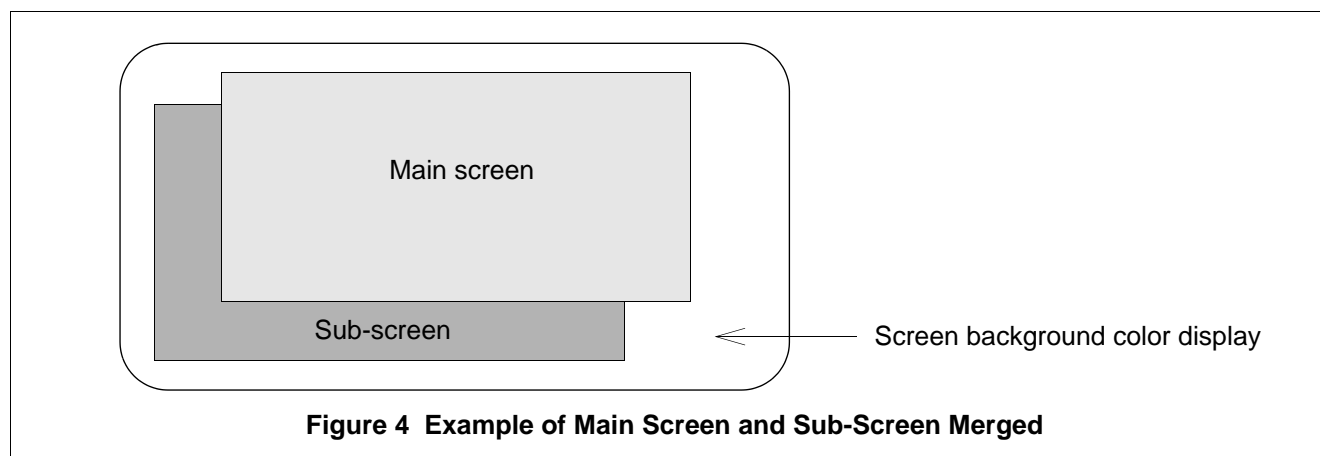 Main screen
Sub-screen
Screen background color display
Figure 4 Example of Main Screen and Sub-Screen Merged